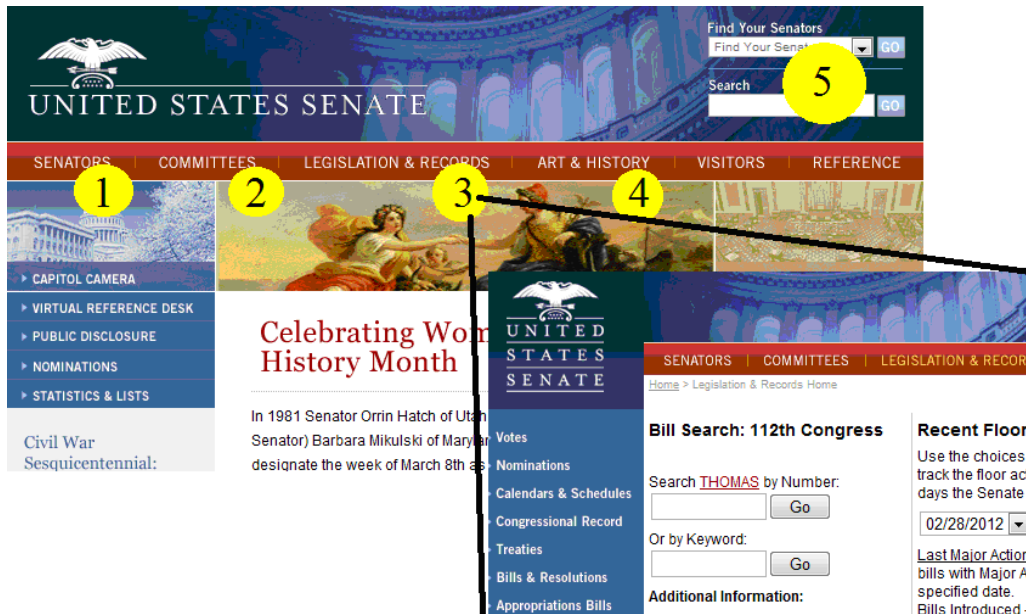 Find Your Senators
Find Your Senat
GO
UNITED STATES SENATE
Search
5
GO
SENATORS | COMMITTEES | LEGISLATION & RECORDS | ART & HISTORY | VISITORS | REFERENCE
1
2
3
4
CAPITOL CAMERA
VIRTUAL REFERENCE DESK
PUBLIC DISCLOSURE
NOMINATIONS
STATISTICS & LISTS
Civil War
Sesquicentennial:
Celebrating Wom
History Month
In 1981 Senator Orrin Hatch of Utah
Senator) Barbara Mikulski of Marylan
designate the week of March 8th as
UNITED
STATES
SENATE
SENATORS | COMMITTEES | LEGISLATION & RECOR
Home > Legislation & Records Home
Votes
Nominations
Calendars & Schedules
Congressional Record
Treaties
Bills & Resolutions
Appropriations Bills
Bill Search: 112th Congress
Search THOMAS by Number:
Go
Or by Keyword:
Go
Additional Information:
Recent Floor
Use the choices
track the floor ac
days the Senate
02/28/2012
Last Major Action
bills with Major A
specified date.
Bills Introduced